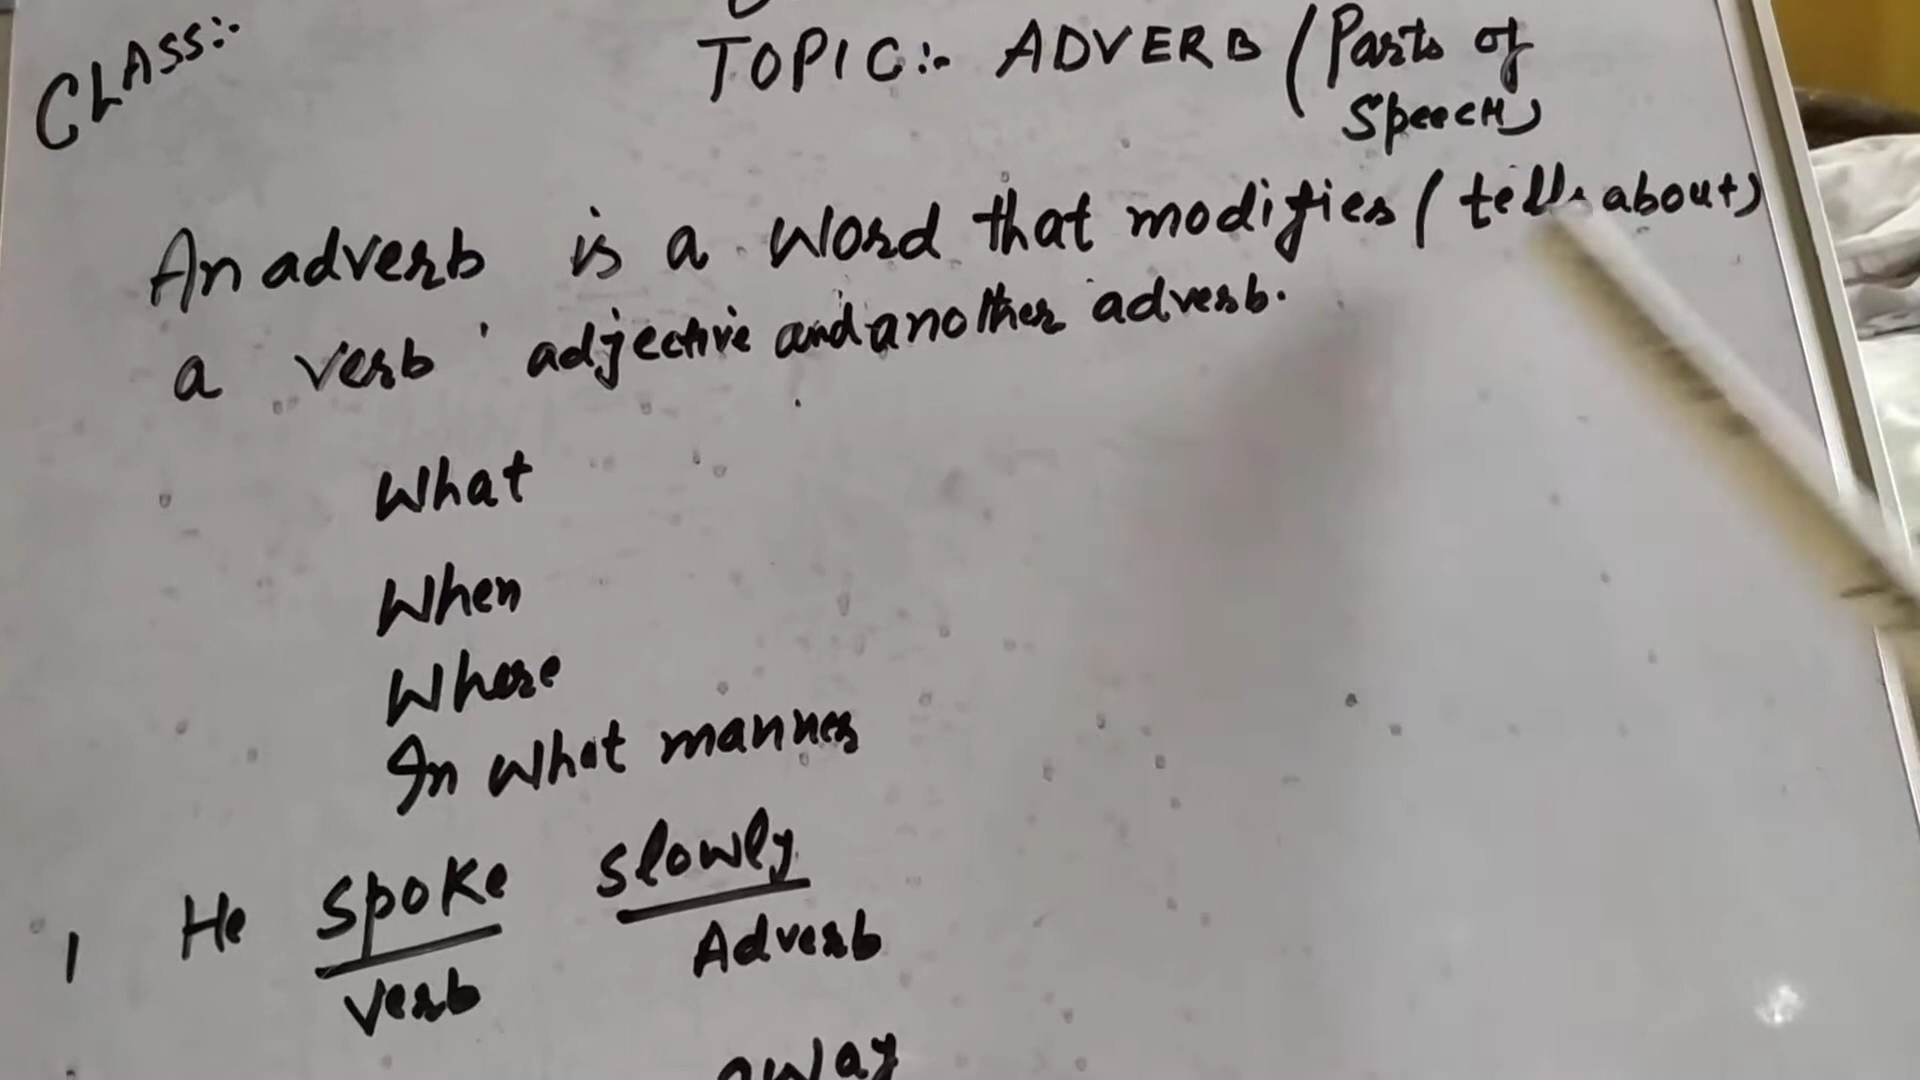 CLASS:-
TOPIC:- ADVERB (Parts of
Speech)
An adverb is a word that modifies (tells about)
a verb, adjective and another adverb.
What
When
Where
In what manner
1 He spoke slowly
Verb Adverb
away